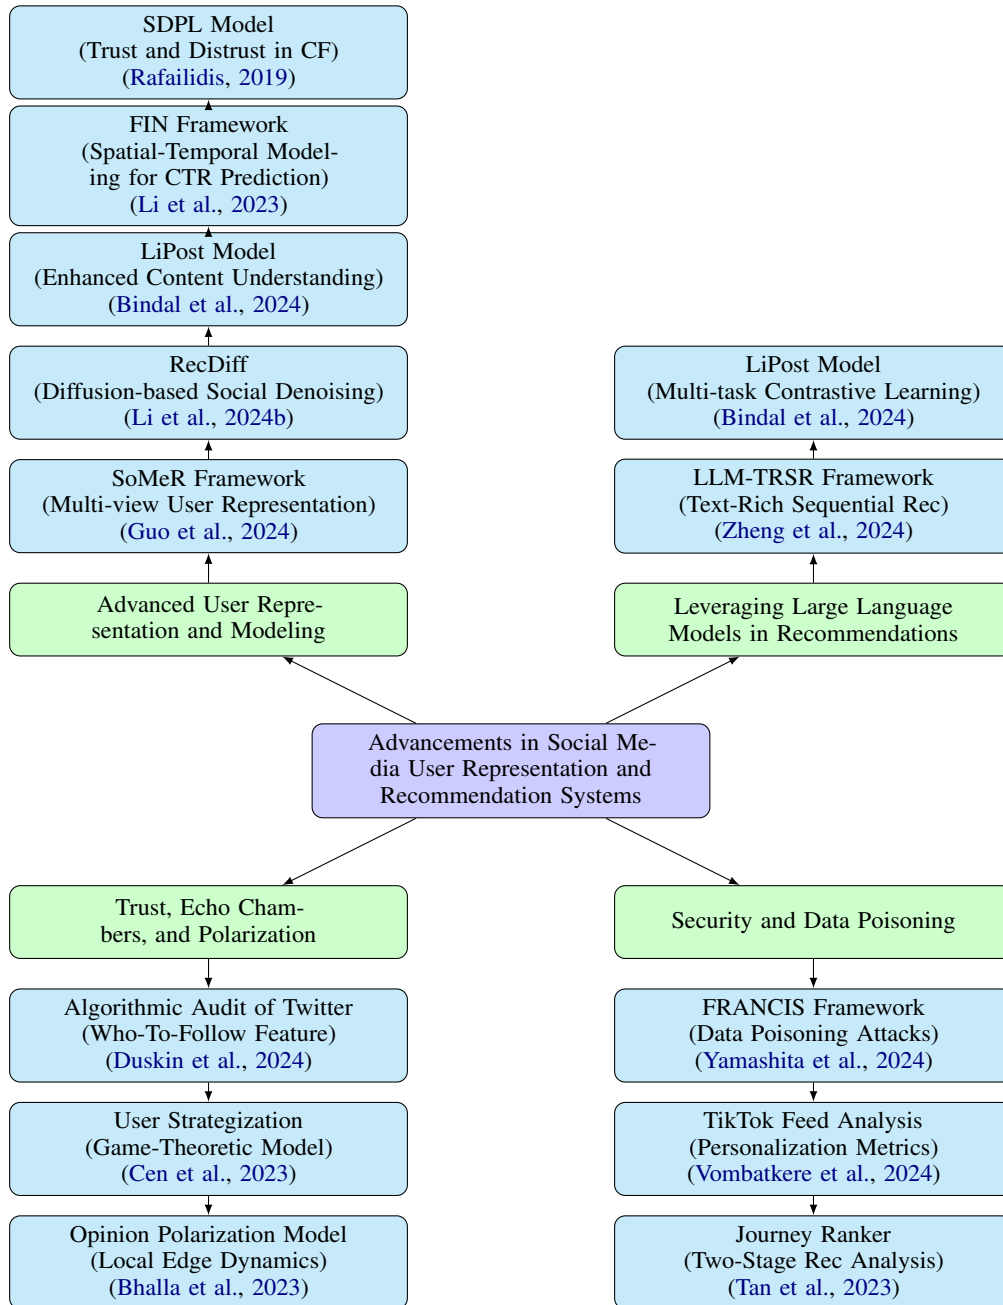 SDPL Model
(Trust and Distrust in CF)
(Rafailidis, 2019)
FIN Framework
(Spatial-Temporal Model-
ing for CTR Prediction)
(Li et al., 2023)
LiPost Model
(Enhanced Content Understanding)
(Bindal et al., 2024)
RecDiff
(Diffusion-based Social Denoising)
(Li et al., 2024b)
SoMeR Framework
(Multi-view User Representation)
(Guo et al., 2024)
Advanced User Repre-
sentation and Modeling
LiPost Model
(Multi-task Contrastive Learning)
(Bindal et al., 2024)
LLM-TRSR Framework
(Text-Rich Sequential Rec)
(Zheng et al., 2024)
Leveraging Large Language
Models in Recommendations
Advancements in Social Me-
dia User Representation and
Recommendation Systems
Trust, Echo Cham-
bers, and Polarization
Algorithmic Audit of Twitter
(Who-To-Follow Feature)
(Duskin et al., 2024)
User Strategization
(Game-Theoretic Model)
(Cen et al., 2023)
Opinion Polarization Model
(Local Edge Dynamics)
(Bhalla et al., 2023)
Security and Data Poisoning
FRANCIS Framework
(Data Poisoning Attacks)
(Yamashita et al., 2024)
TikTok Feed Analysis
(Personalization Metrics)
(Vombatkere et al., 2024)
Journey Ranker
(Two-Stage Rec Analysis)
(Tan et al., 2023)